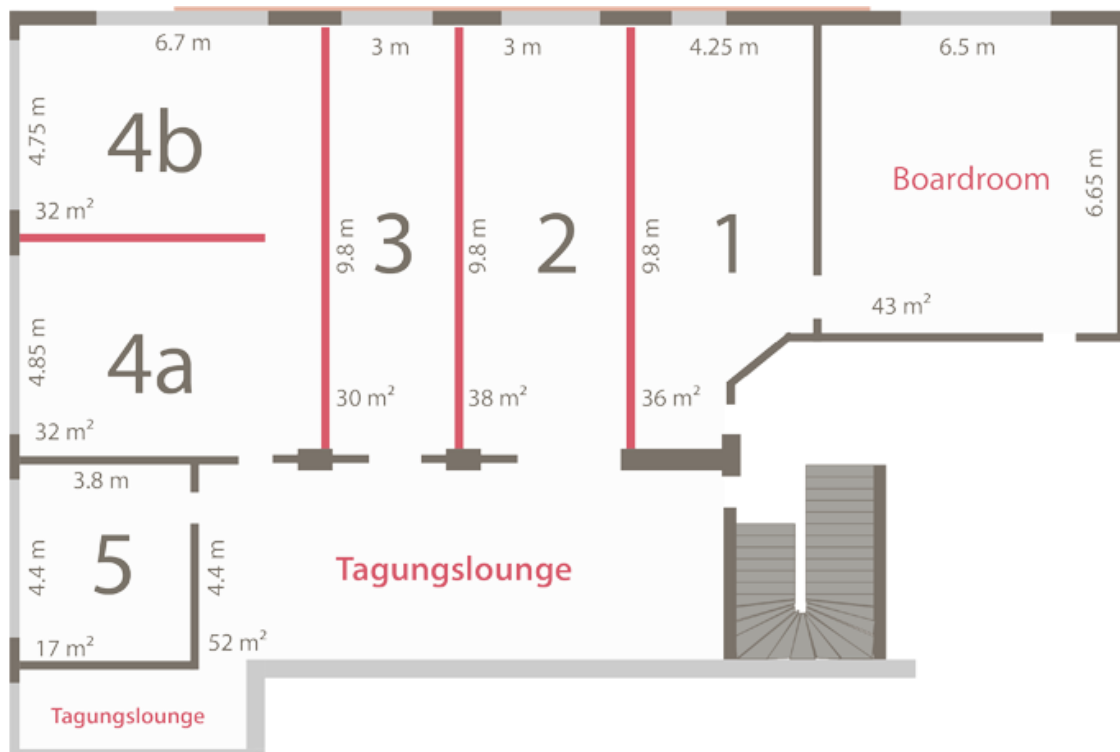 6.7 m
3 m
3 m
4.25 m
6.5 m
4.75 m
4b
32 m²
9.8 m
3
9.8 m
2
9.8 m
1
Boardroom
6.65 m
43 m²
4.85 m
4a
32 m²
30 m²
38 m²
36 m²
3.8 m
4.4 m
5
4.4 m
17 m²
52 m²
Tagungslounge
Tagungslounge